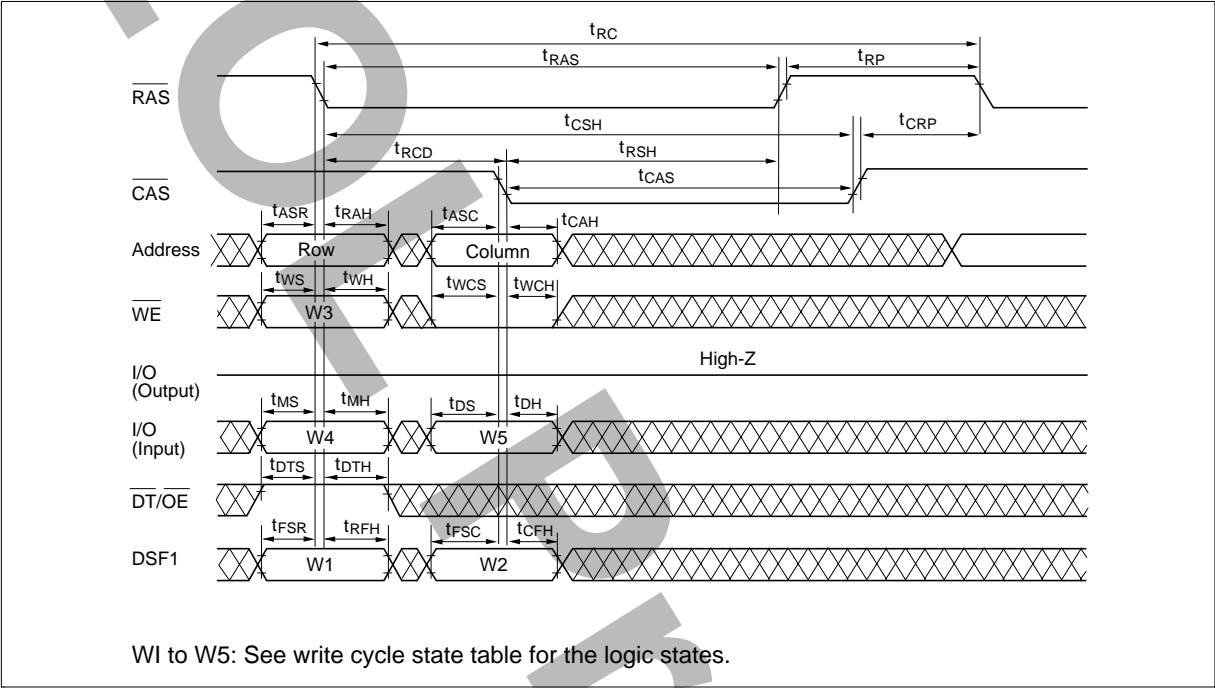 tRC
tRAS tRP
RAS
tCSH tCRP
tRCD tRSH
CAS tCAS
tASR tRAH tASC tCAH
Address Row Column
tWS tWH tWCS tWCH
WE W3
High-Z
I/O
(Output)
tMS tMH tDS tDH
I/O
(Input) W4 W5
tDTS tDTH
DT/OE
tFSR tRFH tFSC tCFH
DSF1 W1 W2
WI to W5: See write cycle state table for the logic states.